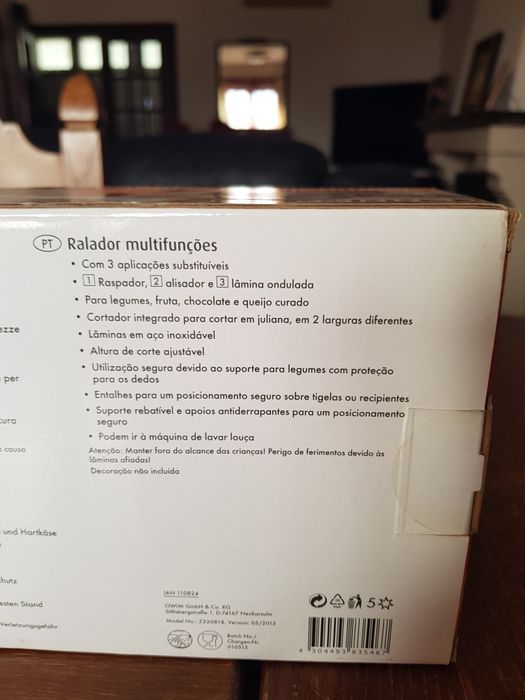 PT Ralador multifunções
• Com 3 aplicações substituíveis
• 1 Raspador, 2 alisador e 3 lâmina ondulada
• Para legumes, fruta, chocolate e queijo curado
• Cortador integrado para cortar em juliana, em 2 larguras diferentes
• Lâminas em aço inoxidável
• Altura de corte ajustável
• Utilização segura devido ao suporte para legumes com proteção
para os dedos
• Entalhes para um posicionamento seguro sobre tigelas ou recipientes
• Suporte rebatível e apoios antiderrapantes para um posicionamento
seguro
• Podem ir à máquina de lavar louça
Atenção: Manter fora do alcance das crianças! Perigo de ferimentos devido às
lâminas afiadas!
Decoração não incluída
ezze
per
tura
causa
und Hartkäse
hutz
esten Stand
Verletzungsgefahr
IAN 110824
OWIM GmbH & Co. KG
Stiftsbergstraße 1, D-74167 Neckarsulm
Model No.: Z32081B, Version: 05/2015
Batch No./
Chargen-Nr.
010515
5
4 304493 835467